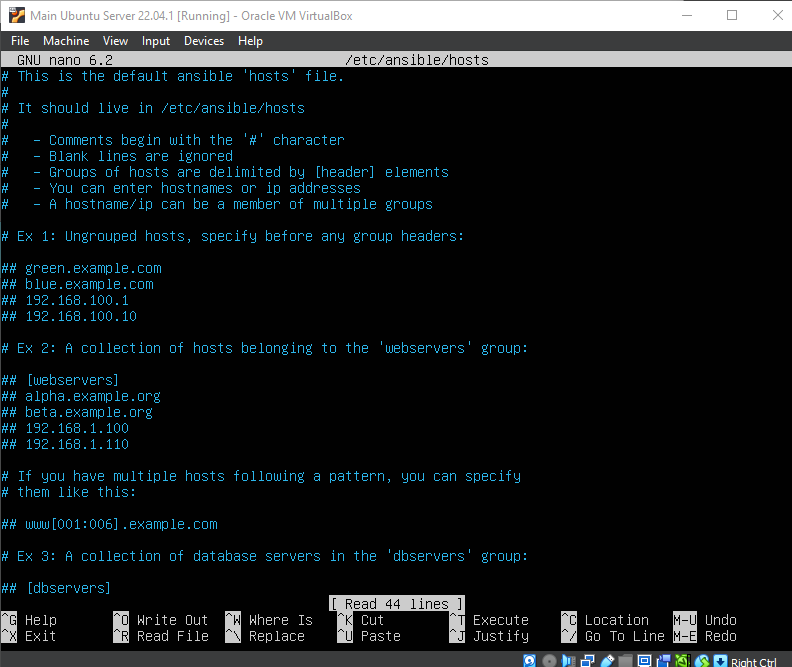 Main Ubuntu Server 22.04.1 [Running] - Oracle VM VirtualBox
File Machine View Input Devices Help
GNU nano 6.2 /etc/ansible/hosts
# This is the default ansible 'hosts' file.
#
# It should live in /etc/ansible/hosts
#
#   - Comments begin with the '#' character
#   - Blank lines are ignored
#   - Groups of hosts are delimited by [header] elements
#   - You can enter hostnames or ip addresses
#   - A hostname/ip can be a member of multiple groups
# Ex 1: Ungrouped hosts, specify before any group headers:
## green.example.com
## blue.example.com
## 192.168.100.1
## 192.168.100.10
# Ex 2: A collection of hosts belonging to the 'webservers' group:
## [webservers]
## alpha.example.org
## beta.example.org
## 192.168.1.100
## 192.168.1.110
# If you have multiple hosts following a pattern, you can specify
# them like this:
## www[001:006].example.com
# Ex 3: A collection of database servers in the 'dbservers' group:
## [dbservers]
[ Read 44 lines ]
^G Help ^O Write Out ^W Where Is ^K Cut ^T Execute ^C Location M-U Undo
^X Exit ^R Read File ^\ Replace ^U Paste ^J Justify ^/ Go To Line M-E Redo
Right Ctrl